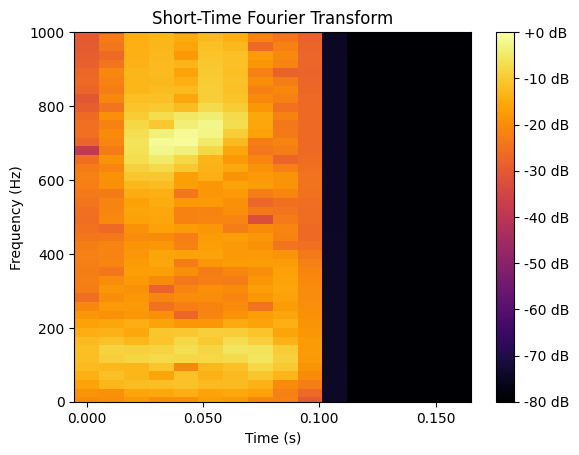 Short-Time Fourier Transform
1000
800
600
400
200
0
Frequency (Hz)
0.000
0.050
0.100
0.150
Time (s)
+0 dB
-10 dB
-20 dB
-30 dB
-40 dB
-50 dB
-60 dB
-70 dB
-80 dB